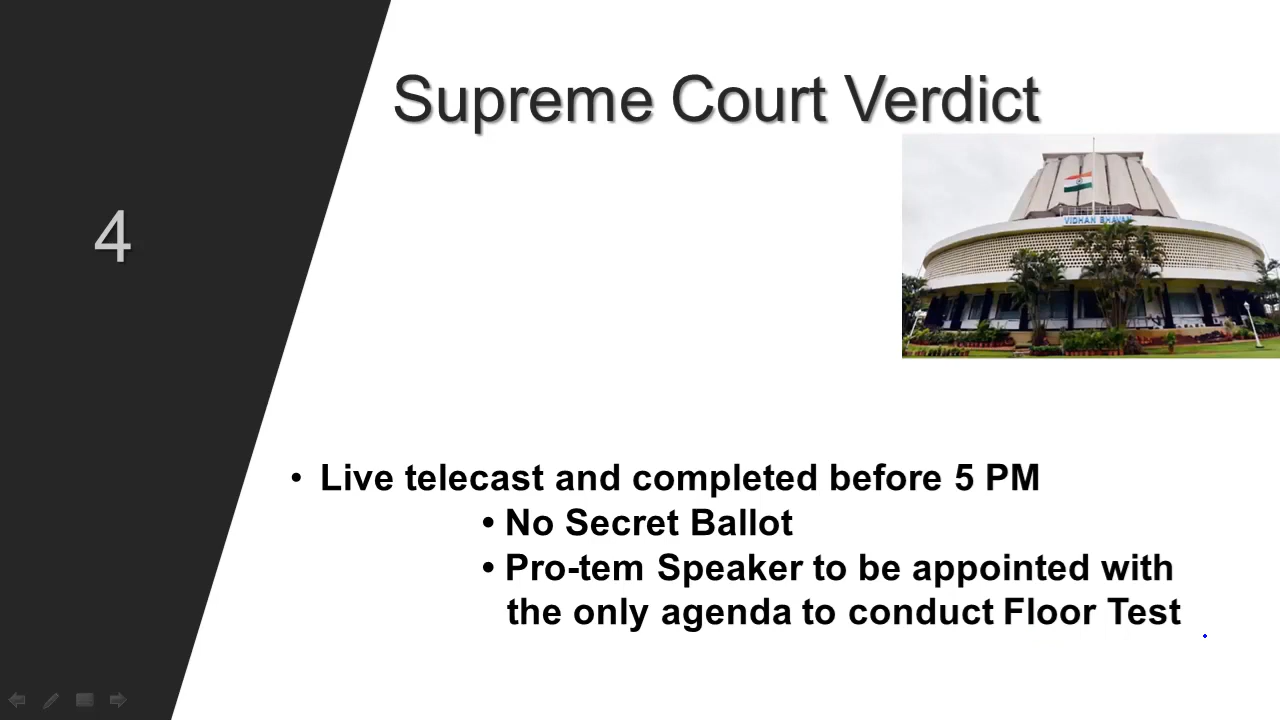 Supreme Court Verdict
VIDHAN BHAVAN
4
• Live telecast and completed before 5 PM
• No Secret Ballot
• Pro-tem Speaker to be appointed with
the only agenda to conduct Floor Test